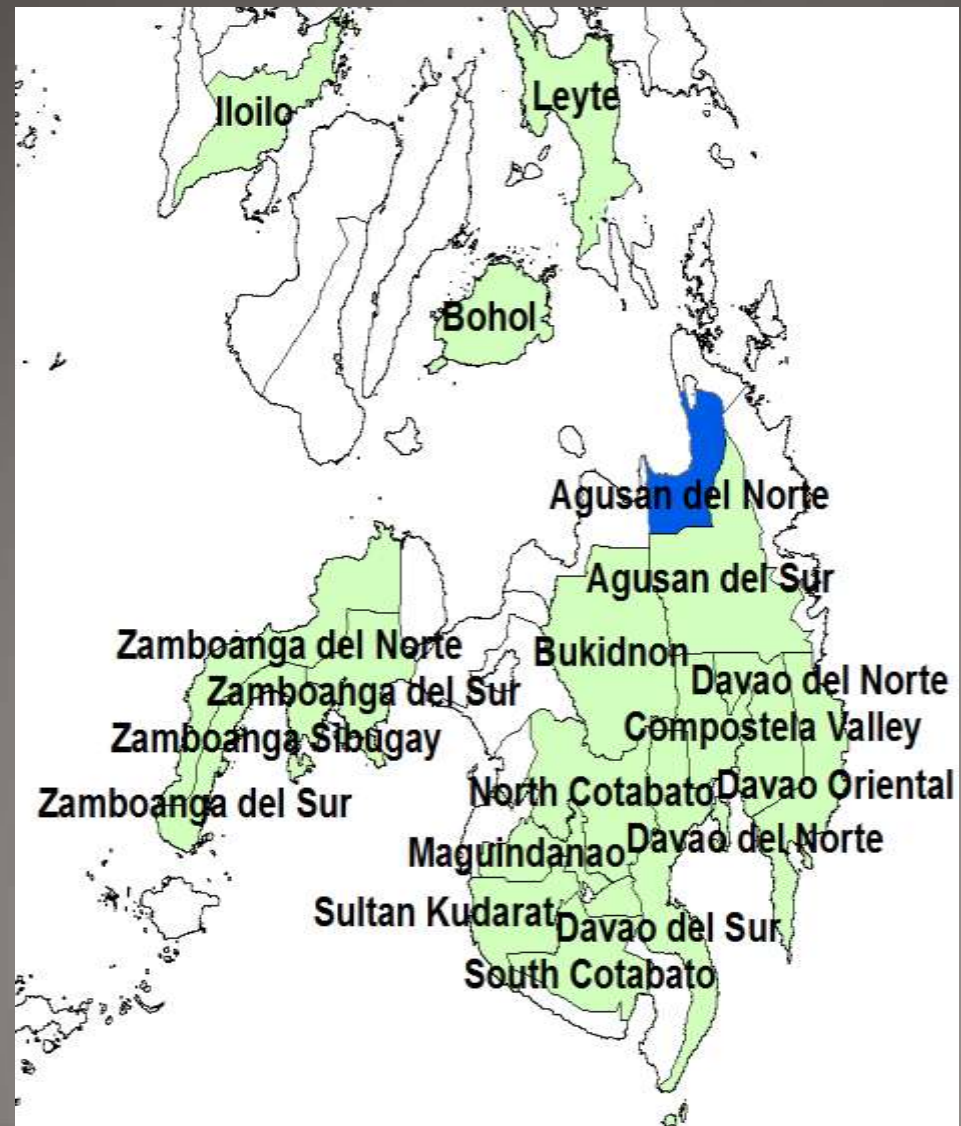 Iloilo
Leyte
Bohol
Agusan del Norte
Agusan del Sur
Zamboanga del Norte
Bukidnon
Davao del Norte
Zamboanga del Sur
Compostela Valley
Zamboanga Sibugay
North Cotabato
Davao Oriental
Zamboanga del Sur
Davao del Norte
Maguindanao
Sultan Kudarat
Davao del Sur
South Cotabato